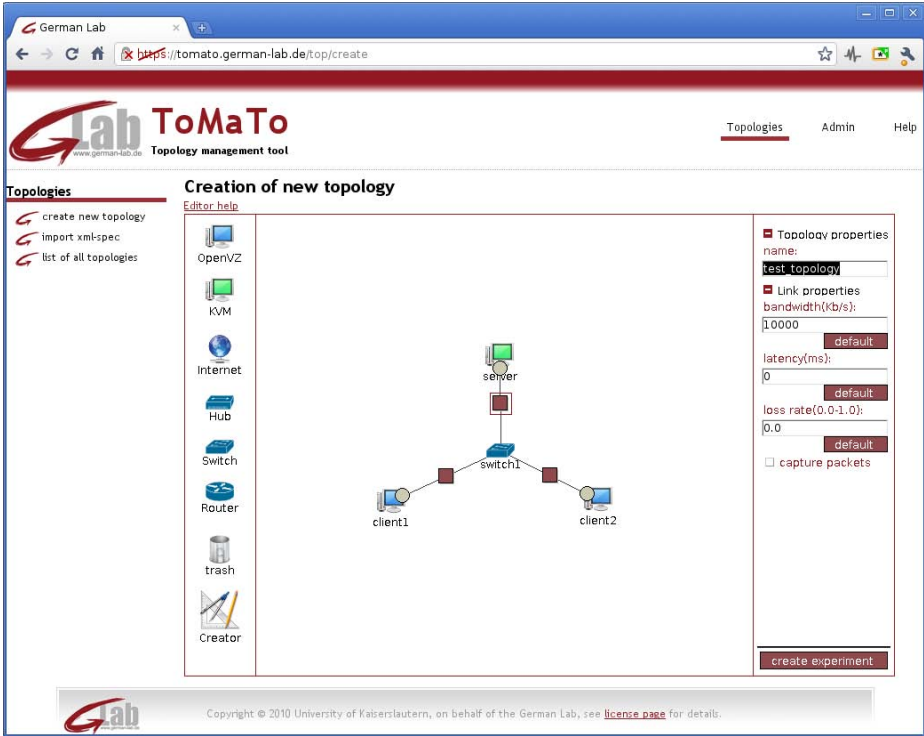 German Lab
https://tomato.german-lab.de/top/create
Lab
www.german-lab.de
ToMaTo
Topology management tool
Topologies Admin Help
Topologies
create new topology
import xml-spec
list of all topologies
Creation of new topology
Editor help
OpenVZ
KVM
Internet
Hub
Switch
Router
trash
Creator
server
switch1
client1
client2
Topology properties
name:
test_topology
Link properties
bandwidth(Kb/s):
10000
default
latency(ms):
0
default
loss rate(0.0-1.0):
0.0
default
capture packets
create experiment
Lab
Copyright © 2010 University of Kaiserslautern, on behalf of the German Lab, see license page for details.